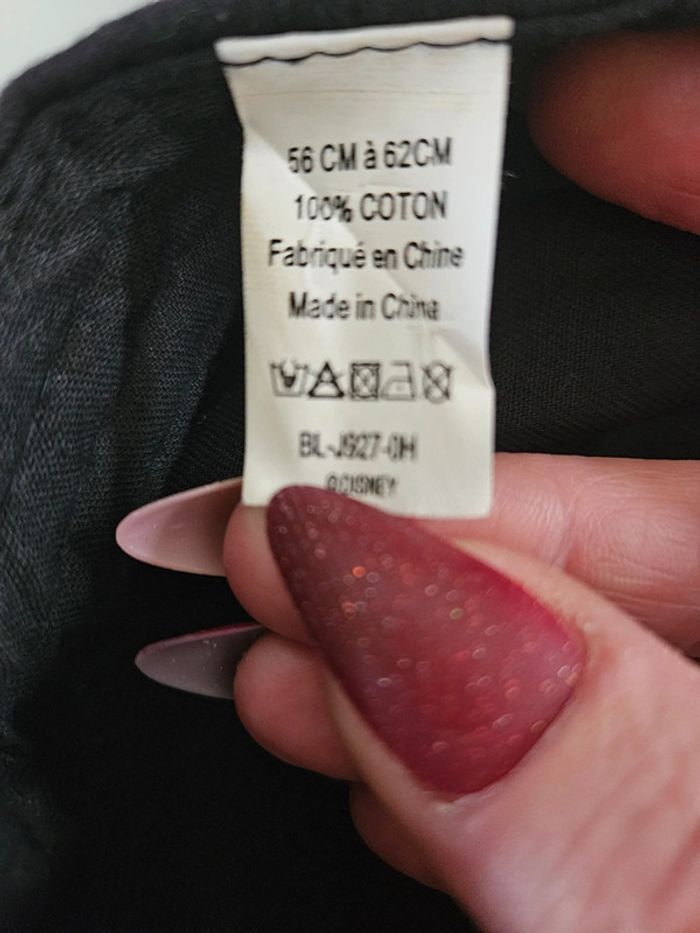 56 CM à 62CM
100% COTON
Fabriqué en Chine
Made in China
BL-J927-0H
@DISNEY